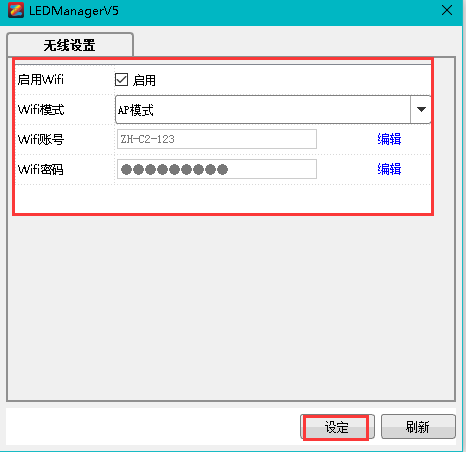 LEDManagerV5
无线设置
启用Wifi 启用
Wifi模式 AP模式
Wifi账号 ZH-C2-123 编辑
Wifi密码 ●●●●●●●●● 编辑
设定 刷新